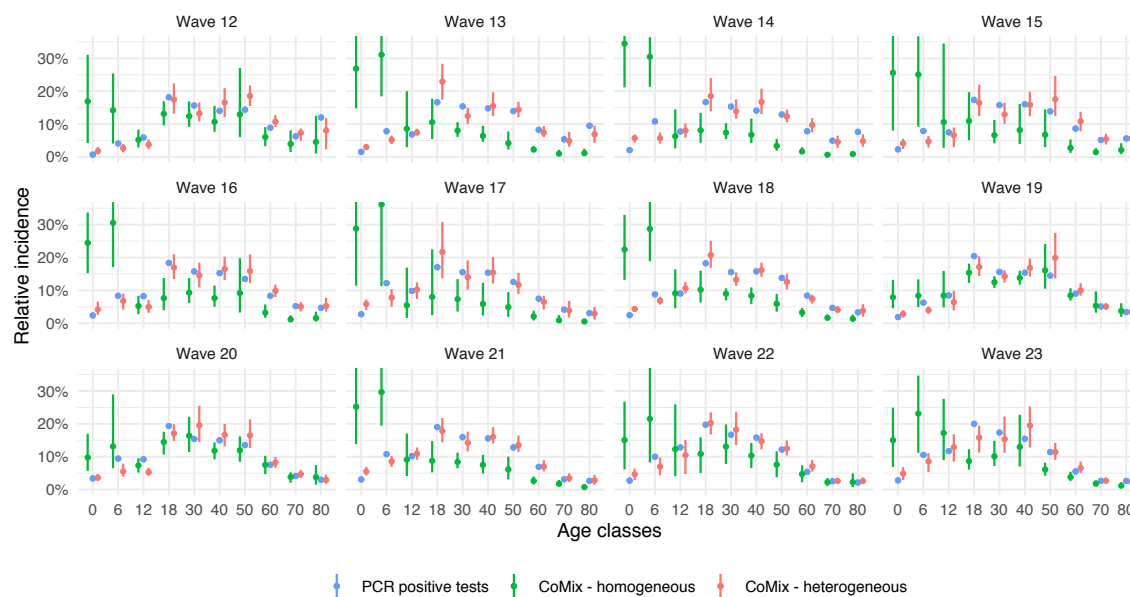 Wave 12 Wave 13 Wave 14 Wave 15
30%
20%
10%
0%
Wave 16 Wave 17 Wave 18 Wave 19
30%
20%
10%
0%
Wave 20 Wave 21 Wave 22 Wave 23
30%
20%
10%
0%
Relative incidence
0 6 12 18 30 40 50 60 70 80 0 6 12 18 30 40 50 60 70 80 0 6 12 18 30 40 50 60 70 80 0 6 12 18 30 40 50 60 70 80
Age classes
PCR positive tests CoMix - homogeneous CoMix - heterogeneous